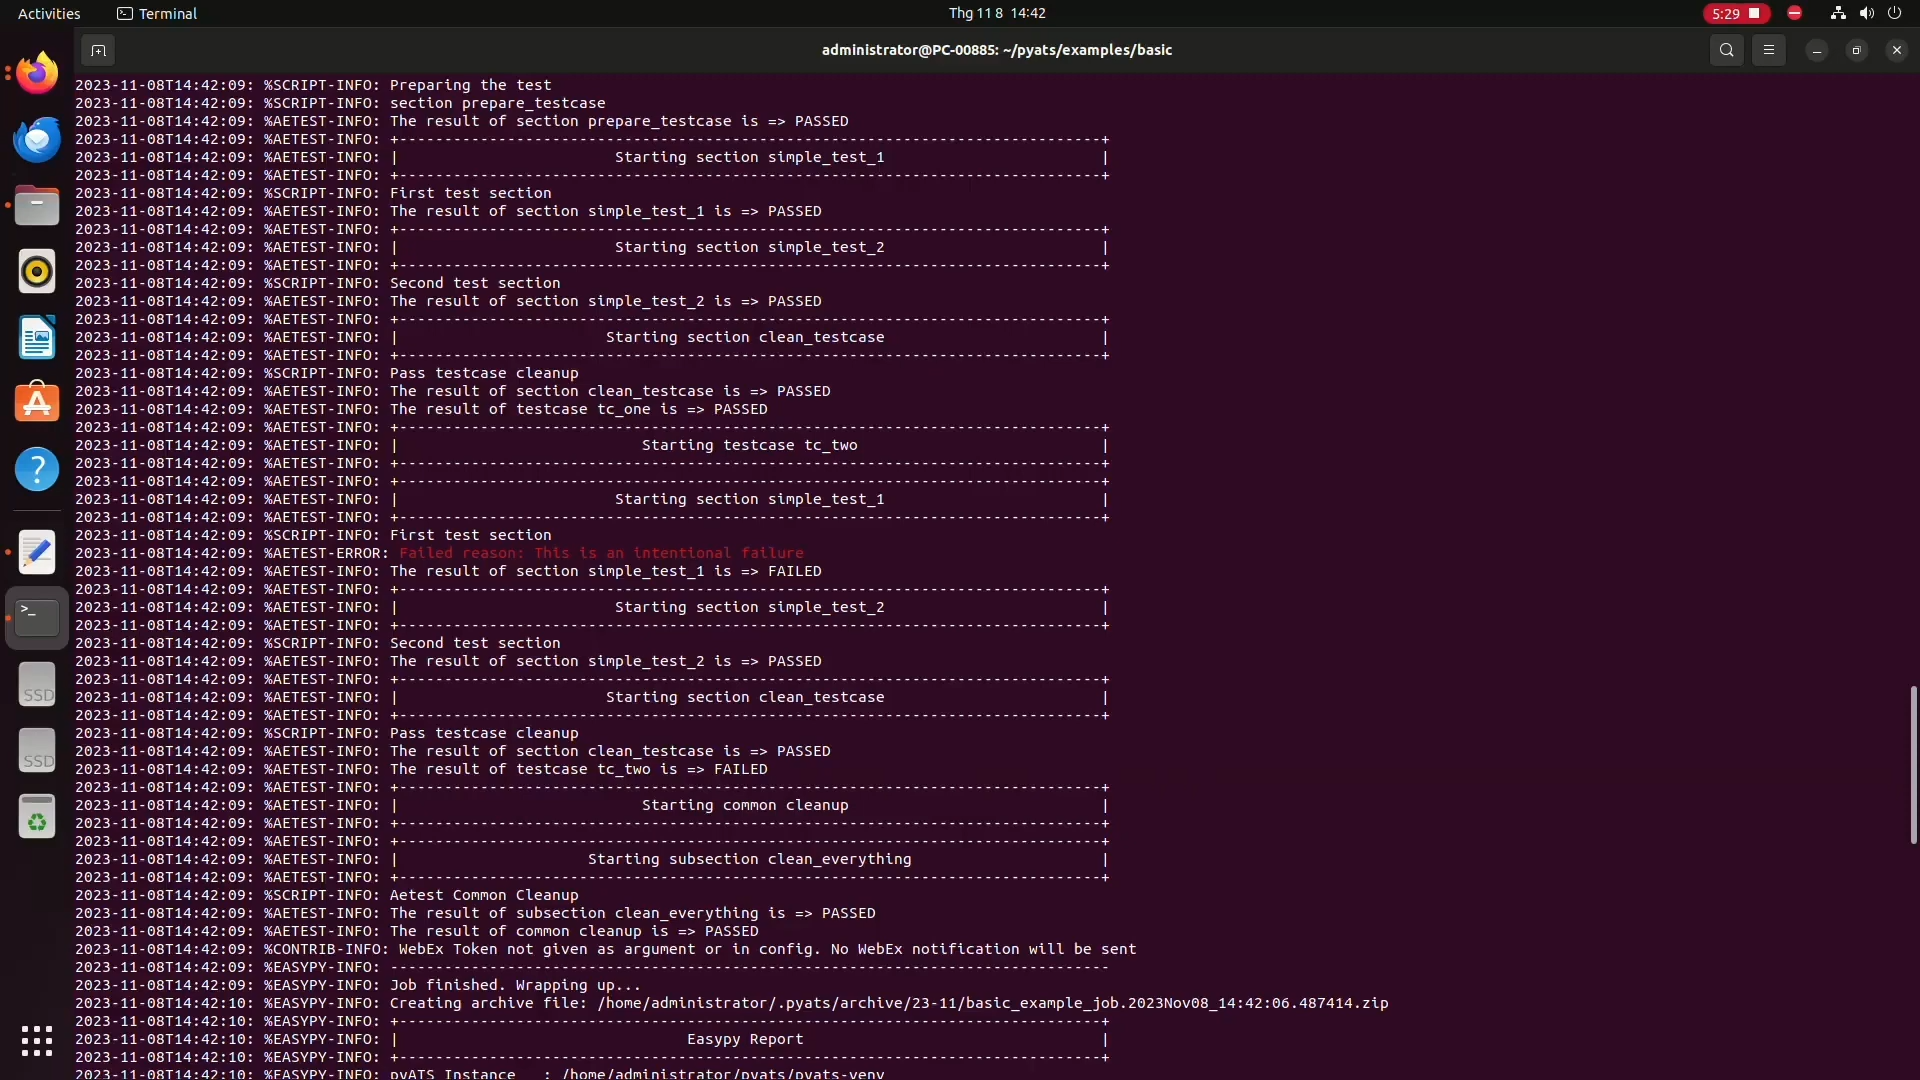 Activities
Terminal
Thg 11 8 14:42
5:29
administrator@PC-00885: ~/pyats/examples/basic
2023-11-08T14:42:09: %SCRIPT-INFO: Preparing the test
2023-11-08T14:42:09: %SCRIPT-INFO: section prepare_testcase
2023-11-08T14:42:09: %AETEST-INFO: The result of section prepare_testcase is => PASSED
2023-11-08T14:42:09: %AETEST-INFO: +------------------------------------------------------------------------------+
2023-11-08T14:42:09: %AETEST-INFO: |                        Starting section simple_test_1                        |
2023-11-08T14:42:09: %AETEST-INFO: +------------------------------------------------------------------------------+
2023-11-08T14:42:09: %SCRIPT-INFO: First test section
2023-11-08T14:42:09: %AETEST-INFO: The result of section simple_test_1 is => PASSED
2023-11-08T14:42:09: %AETEST-INFO: +------------------------------------------------------------------------------+
2023-11-08T14:42:09: %AETEST-INFO: |                        Starting section simple_test_2                        |
2023-11-08T14:42:09: %AETEST-INFO: +------------------------------------------------------------------------------+
2023-11-08T14:42:09: %SCRIPT-INFO: Second test section
2023-11-08T14:42:09: %AETEST-INFO: The result of section simple_test_2 is => PASSED
2023-11-08T14:42:09: %AETEST-INFO: +------------------------------------------------------------------------------+
2023-11-08T14:42:09: %AETEST-INFO: |                       Starting section clean_testcase                        |
2023-11-08T14:42:09: %AETEST-INFO: +------------------------------------------------------------------------------+
2023-11-08T14:42:09: %SCRIPT-INFO: Pass testcase cleanup
2023-11-08T14:42:09: %AETEST-INFO: The result of section clean_testcase is => PASSED
2023-11-08T14:42:09: %AETEST-INFO: The result of testcase tc_one is => PASSED
2023-11-08T14:42:09: %AETEST-INFO: +------------------------------------------------------------------------------+
2023-11-08T14:42:09: %AETEST-INFO: |                           Starting testcase tc_two                           |
2023-11-08T14:42:09: %AETEST-INFO: +------------------------------------------------------------------------------+
2023-11-08T14:42:09: %AETEST-INFO: +------------------------------------------------------------------------------+
2023-11-08T14:42:09: %AETEST-INFO: |                        Starting section simple_test_1                        |
2023-11-08T14:42:09: %AETEST-INFO: +------------------------------------------------------------------------------+
2023-11-08T14:42:09: %SCRIPT-INFO: First test section
2023-11-08T14:42:09: %AETEST-ERROR: Failed reason: This is an intentional failure
2023-11-08T14:42:09: %AETEST-INFO: The result of section simple_test_1 is => FAILED
2023-11-08T14:42:09: %AETEST-INFO: +------------------------------------------------------------------------------+
2023-11-08T14:42:09: %AETEST-INFO: |                        Starting section simple_test_2                        |
2023-11-08T14:42:09: %AETEST-INFO: +------------------------------------------------------------------------------+
2023-11-08T14:42:09: %SCRIPT-INFO: Second test section
2023-11-08T14:42:09: %AETEST-INFO: The result of section simple_test_2 is => PASSED
2023-11-08T14:42:09: %AETEST-INFO: +------------------------------------------------------------------------------+
2023-11-08T14:42:09: %AETEST-INFO: |                       Starting section clean_testcase                        |
2023-11-08T14:42:09: %AETEST-INFO: +------------------------------------------------------------------------------+
2023-11-08T14:42:09: %SCRIPT-INFO: Pass testcase cleanup
2023-11-08T14:42:09: %AETEST-INFO: The result of section clean_testcase is => PASSED
2023-11-08T14:42:09: %AETEST-INFO: The result of testcase tc_two is => FAILED
2023-11-08T14:42:09: %AETEST-INFO: +------------------------------------------------------------------------------+
2023-11-08T14:42:09: %AETEST-INFO: |                           Starting common cleanup                            |
2023-11-08T14:42:09: %AETEST-INFO: +------------------------------------------------------------------------------+
2023-11-08T14:42:09: %AETEST-INFO: +------------------------------------------------------------------------------+
2023-11-08T14:42:09: %AETEST-INFO: |                     Starting subsection clean_everything                     |
2023-11-08T14:42:09: %AETEST-INFO: +------------------------------------------------------------------------------+
2023-11-08T14:42:09: %SCRIPT-INFO: Aetest Common Cleanup
2023-11-08T14:42:09: %AETEST-INFO: The result of subsection clean_everything is => PASSED
2023-11-08T14:42:09: %AETEST-INFO: The result of common cleanup is => PASSED
2023-11-08T14:42:09: %CONTRIB-INFO: WebEx Token not given as argument or in config. No WebEx notification will be sent
2023-11-08T14:42:09: %EASYPY-INFO: --------------------------------------------------------------------------------
2023-11-08T14:42:09: %EASYPY-INFO: Job finished. Wrapping up...
2023-11-08T14:42:10: %EASYPY-INFO: Creating archive file: /home/administrator/.pyats/archive/23-11/basic_example_job.2023Nov08_14:42:06.487414.zip
2023-11-08T14:42:10: %EASYPY-INFO: +------------------------------------------------------------------------------+
2023-11-08T14:42:10: %EASYPY-INFO: |                                Easypy Report                                 |
2023-11-08T14:42:10: %EASYPY-INFO: +------------------------------------------------------------------------------+
2023-11-08T14:42:10: %EASYPY-INFO: pyATS Instance   : /home/administrator/pyats/pyats-venv
SSD
SSD